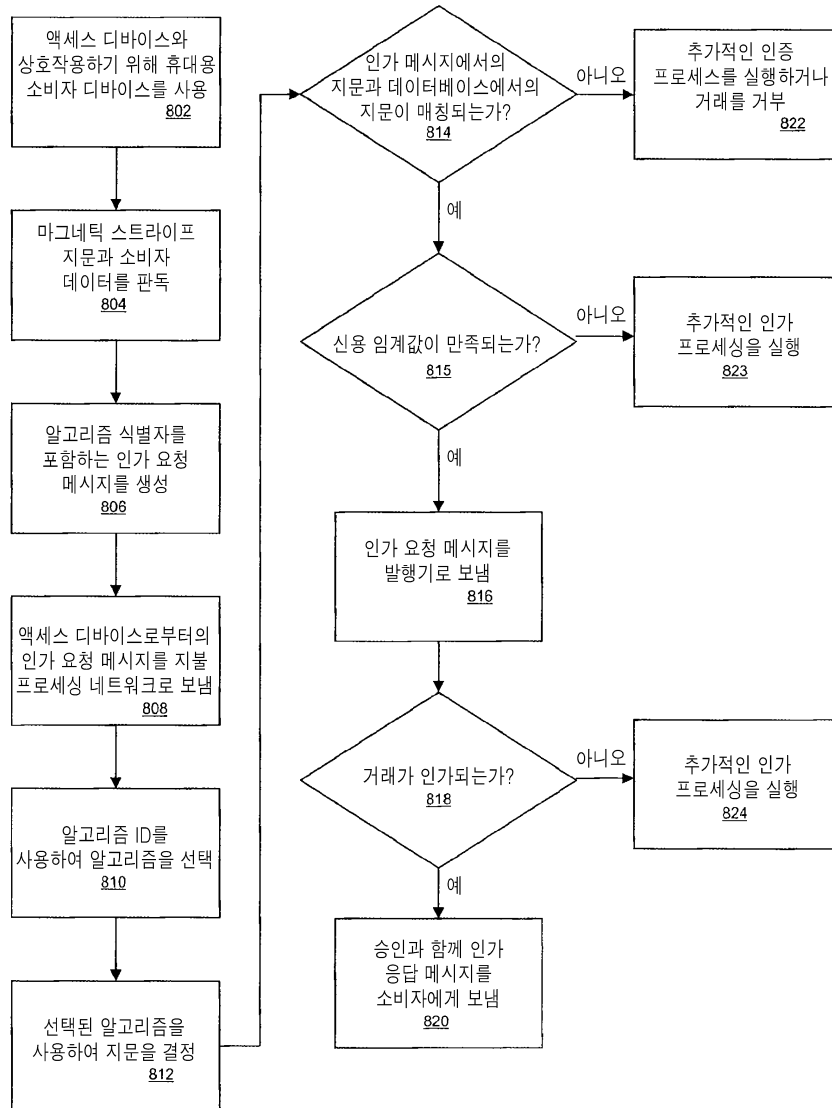 액세스 디바이스와
상호작용하기 위해 휴대용
소비자 디바이스를 사용
802
마그네틱 스트라이프
지문과 소비자
데이터를 판독
804
알고리즘 식별자를
포함하는 인가 요청
메시지를 생성
806
액세스 디바이스로부터의
인가 요청 메시지를 지불
프로세싱 네트워크로 보냄
808
알고리즘 ID를
사용하여 알고리즘을 선택
810
선택된 알고리즘을
사용하여 지문을 결정
812
인가 메시지에서의
지문과 데이터베이스에서의
지문이 매칭되는가?
814
아니오
추가적인 인증
프로세스를 실행하거나
거래를 거부
822
예
신용 임계값이 만족되는가?
815
아니오
추가적인 인가
프로세싱을 실행
823
예
인가 요청 메시지를
발행기로 보냄
816
거래가 인가되는가?
818
아니오
추가적인 인가
프로세싱을 실행
824
예
승인과 함께 인가
응답 메시지를
소비자에게 보냄
820